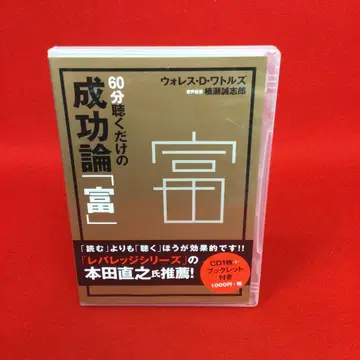 60分聴くだけの
成功論「富」
ウォレス・D・ワトルズ
音声監修 楢瀬誠志郎
富
「読む」よりも「聴く」ほうが効果的です!!
「レバレッジシリーズ」の
本田直之氏推薦!
CD1枚+
ブックレット
付き
1000円+税